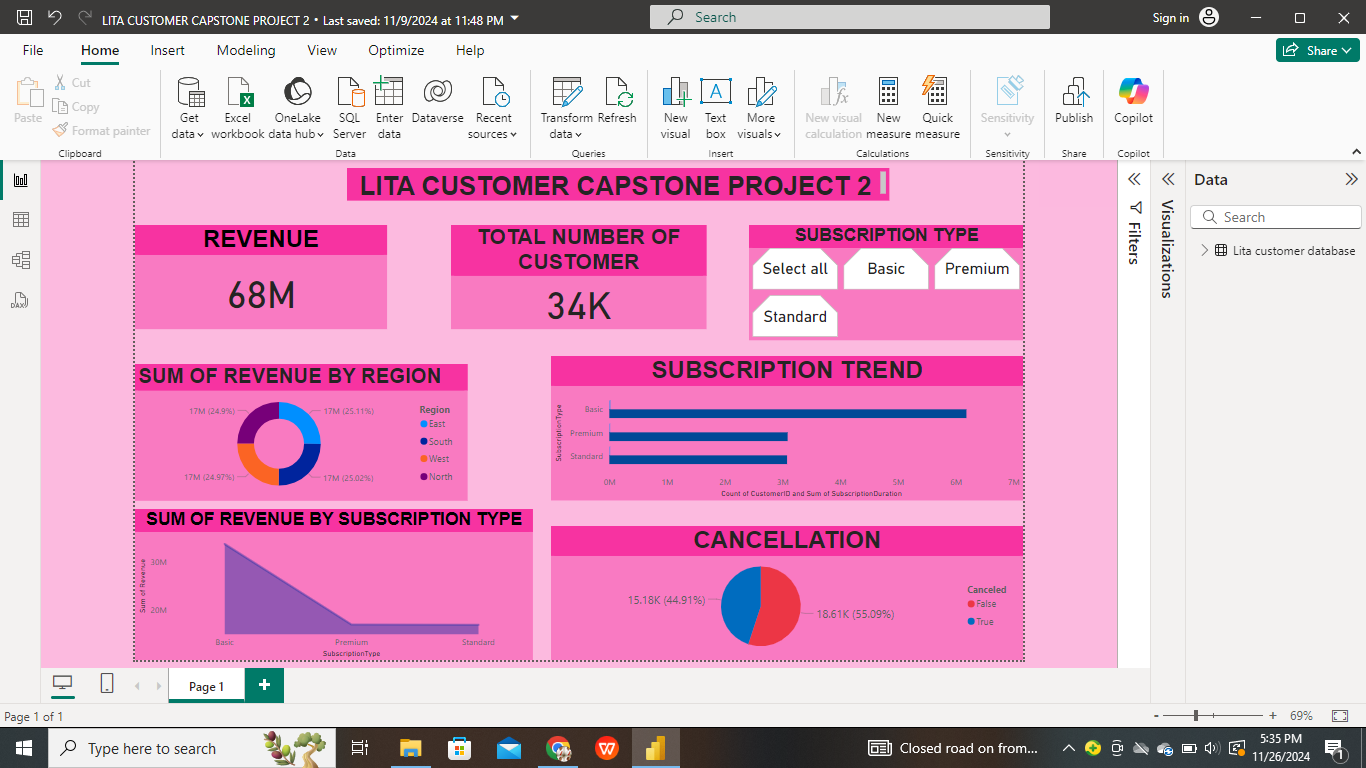 LITA CUSTOMER CAPSTONE PROJECT 2 • Last saved: 11/9/2024 at 11:48 PM
Search
Sign in
File Home Insert Modeling View Optimize Help
Share
Paste
Cut
Copy
Format painter
Get data
Excel workbook
OneLake data hub
SQL Server
Enter data
Dataverse
Recent sources
Transform data
Refresh
New visual
Text box
More visuals
New visual calculation
New measure
Quick measure
Sensitivity
Publish
Copilot
Clipboard
Data
Queries
Insert
Calculations
Sensitivity
Share
Copilot
LITA CUSTOMER CAPSTONE PROJECT 2
REVENUE
68M
TOTAL NUMBER OF
CUSTOMER
34K
SUBSCRIPTION TYPE
Select all
Basic
Premium
Standard
SUM OF REVENUE BY REGION
17M (24.9%)
17M (25.11%)
17M (24.97%)
17M (25.02%)
Region
East
South
West
North
SUBSCRIPTION TREND
SubscriptionType
Basic
Premium
Standard
0M 1M 2M 3M 4M 5M 6M 7M
Count of CustomerID and Sum of SubscriptionDuration
SUM OF REVENUE BY SUBSCRIPTION TYPE
Sum of Revenue
30M
20M
Basic Premium Standard
SubscriptionType
CANCELLATION
15.18K (44.91%)
18.61K (55.09%)
Canceled
False
True
Filters
Visualizations
Data
Search
Lita customer database
DAX
Page 1
Page 1 of 1
69%
Type here to search
Closed road on from...
5:35 PM
11/26/2024
1